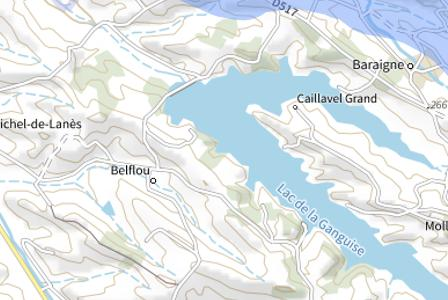 D517
Baraigne
Caillavel Grand
ichel-de-Lanès
Belflou
Lac de la Ganguise
Moll